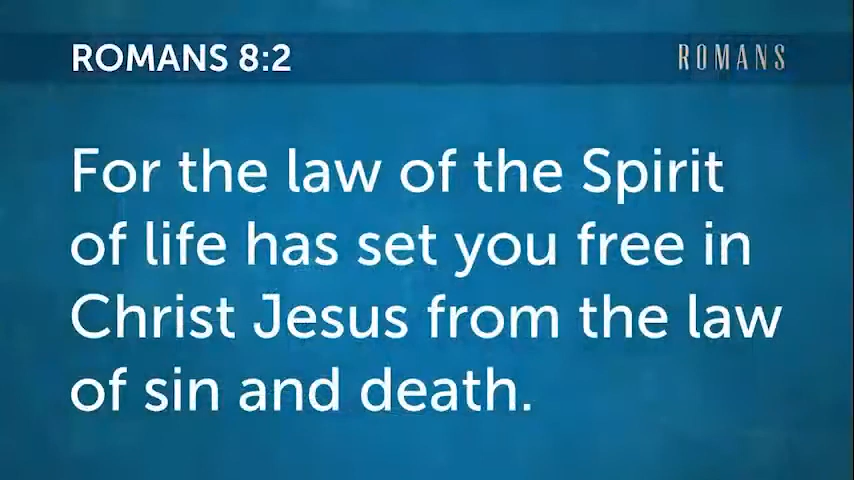 ROMANS 8:2
ROMANS
For the law of the Spirit
of life has set you free in
Christ Jesus from the law
of sin and death.